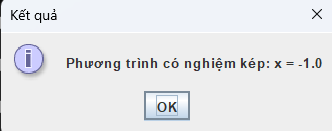 Kết quả
Phương trình có nghiệm kép: x = -1.0
OK